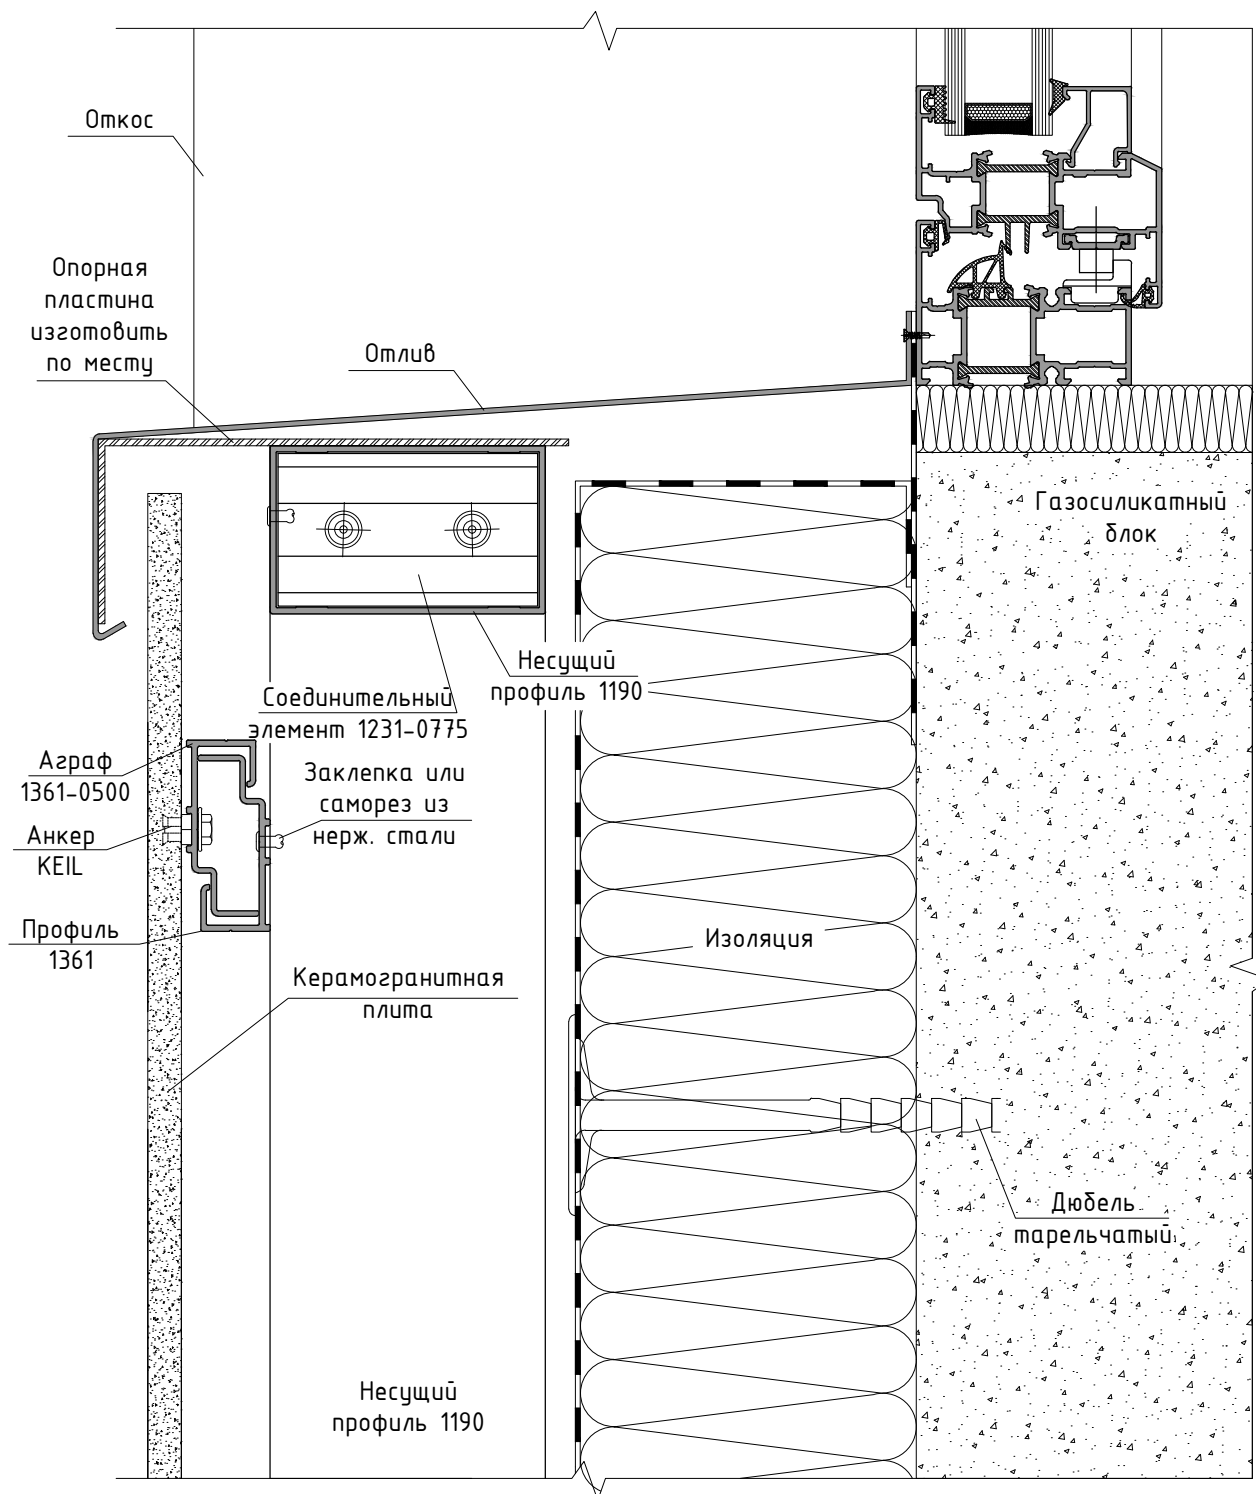 Откос
Опорная
пластина
изготовить
по месту
Отлив
Газосиликатный
блок
Несущий
профиль 1190
Соединительный
элемент 1231-0775
Аграф
1361-0500
Заклепка или
саморез из
нерж. стали
Анкер
KEIL
Профиль
1361
Изоляция
Керамогранитная
плита
Дюбель
тарельчатый
Несущий
профиль 1190